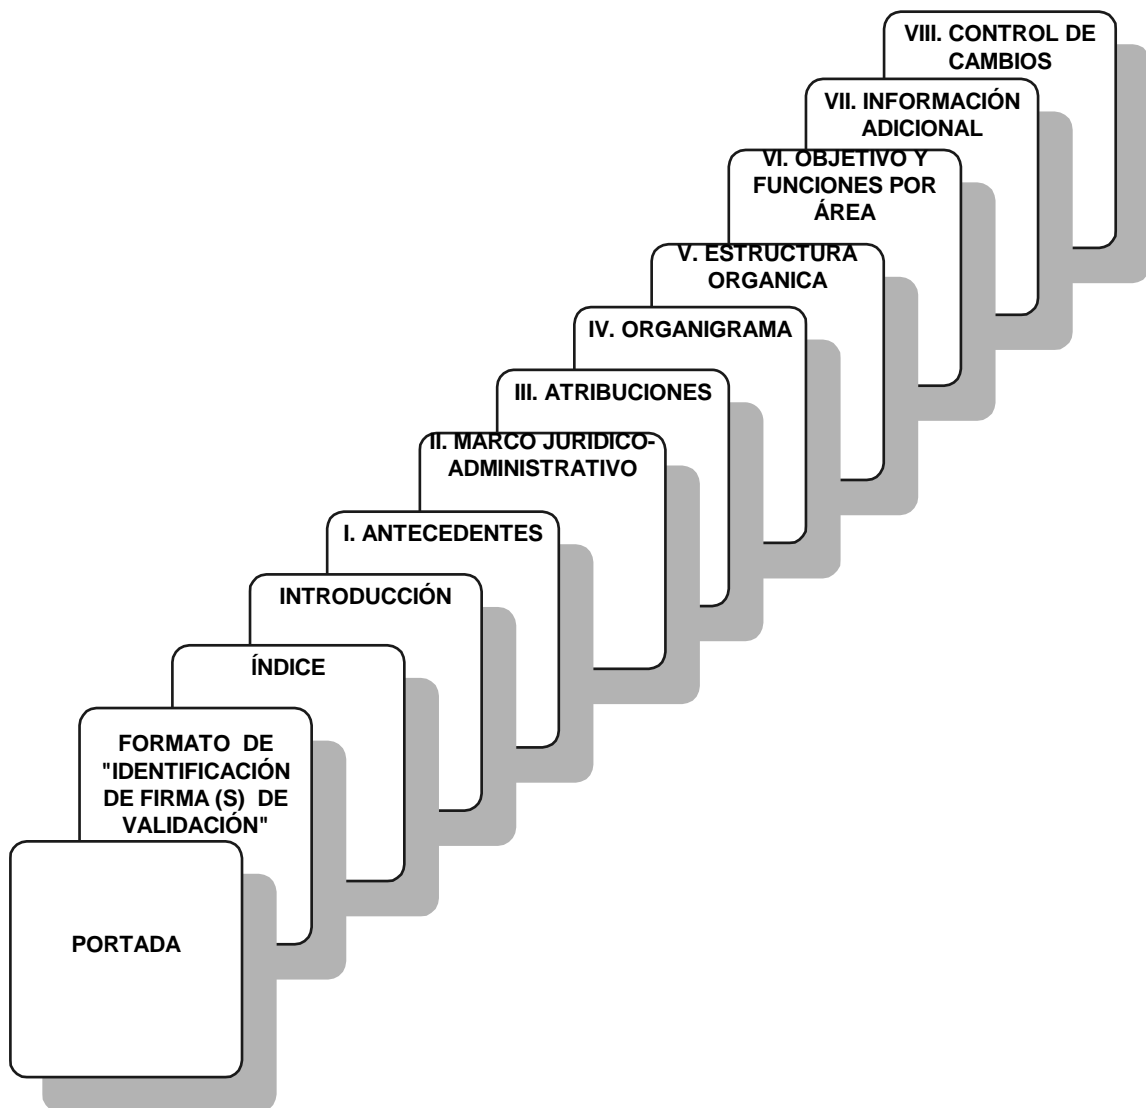 VIII. CONTROL DE
CAMBIOS
VII. INFORMACIÓN
ADICIONAL
VI. OBJETIVO Y
FUNCIONES POR
ÁREA
V. ESTRUCTURA
ORGANICA
IV. ORGANIGRAMA
III. ATRIBUCIONES
II. MARCO JURÍDICO-
ADMINISTRATIVO
I. ANTECEDENTES
INTRODUCCIÓN
ÍNDICE
FORMATO DE
"IDENTIFICACIÓN
DE FIRMA (S) DE
VALIDACIÓN"
PORTADA